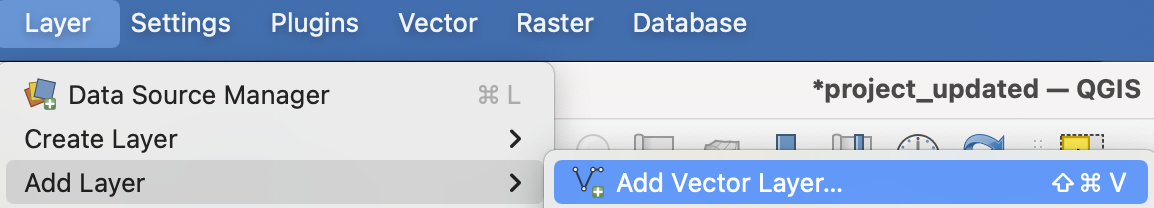 Layer Settings Plugins Vector Raster Database
Data Source Manager ⌘ L
*project_updated — QGIS
Create Layer
Add Layer
Add Vector Layer... ⇧ ⌘ V